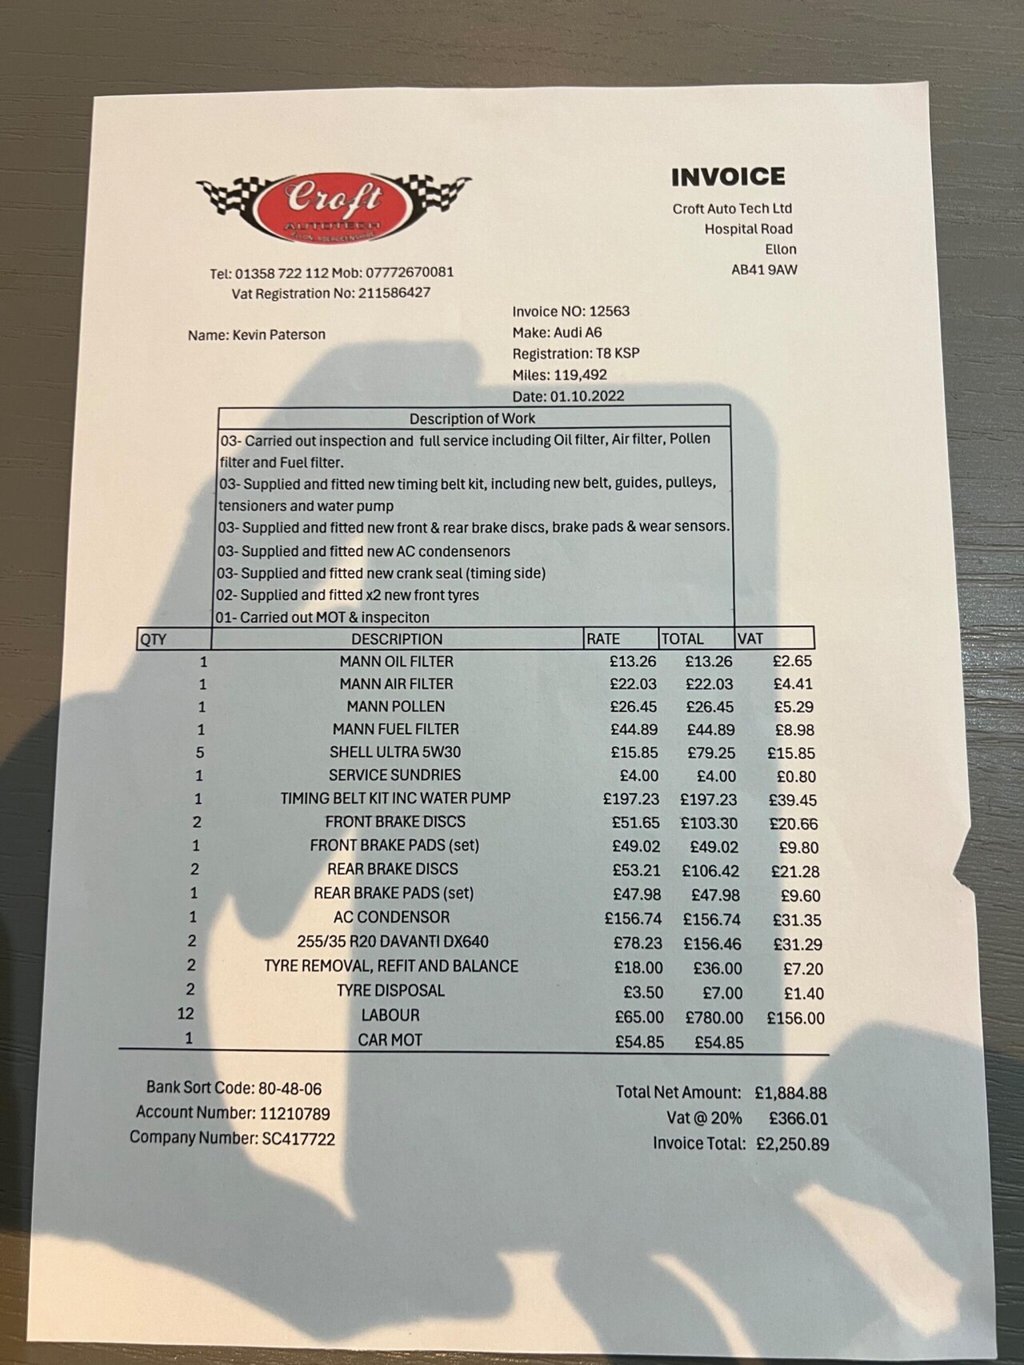 Croft
AUTOTECH
INVOICE
Croft Auto Tech Ltd
Hospital Road
Ellon
AB41 9AW
Tel: 01358 722 112 Mob: 07772670081
Vat Registration No: 211586427
Name: Kevin Paterson
Invoice NO: 12563
Make: Audi A6
Registration: T8 KSP
Miles: 119,492
Date: 01.10.2022
Description of Work
03- Carried out inspection and full service including Oil filter, Air filter, Pollen
filter and Fuel filter.
03- Supplied and fitted new timing belt kit, including new belt, guides, pulleys,
tensioners and water pump
03- Supplied and fitted new front & rear brake discs, brake pads & wear sensors.
03- Supplied and fitted new AC condensenors
03- Supplied and fitted new crank seal (timing side)
02- Supplied and fitted x2 new front tyres
01- Carried out MOT & inspeciton
QTY DESCRIPTION RATE TOTAL VAT
1 MANN OIL FILTER £13.26 £13.26 £2.65
1 MANN AIR FILTER £22.03 £22.03 £4.41
1 MANN POLLEN £26.45 £26.45 £5.29
1 MANN FUEL FILTER £44.89 £44.89 £8.98
5 SHELL ULTRA 5W30 £15.85 £79.25 £15.85
1 SERVICE SUNDRIES £4.00 £4.00 £0.80
1 TIMING BELT KIT INC WATER PUMP £197.23 £197.23 £39.45
2 FRONT BRAKE DISCS £51.65 £103.30 £20.66
1 FRONT BRAKE PADS (set) £49.02 £49.02 £9.80
2 REAR BRAKE DISCS £53.21 £106.42 £21.28
1 REAR BRAKE PADS (set) £47.98 £47.98 £9.60
1 AC CONDENSOR £156.74 £156.74 £31.35
2 255/35 R20 DAVANTI DX640 £78.23 £156.46 £31.29
2 TYRE REMOVAL, REFIT AND BALANCE £18.00 £36.00 £7.20
2 TYRE DISPOSAL £3.50 £7.00 £1.40
12 LABOUR £65.00 £780.00 £156.00
1 CAR MOT £54.85 £54.85
Bank Sort Code: 80-48-06
Account Number: 11210789
Company Number: SC417722
Total Net Amount: £1,884.88
Vat @ 20% £366.01
Invoice Total: £2,250.89